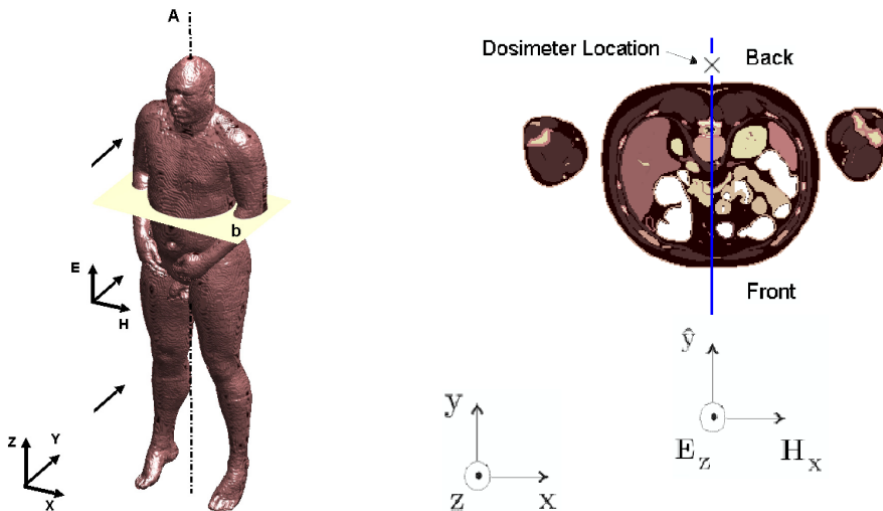 A
b
E
H
Z
Y
X
Dosimeter Location
Back
Front
ŷ
E_z
H_x
y
z
x